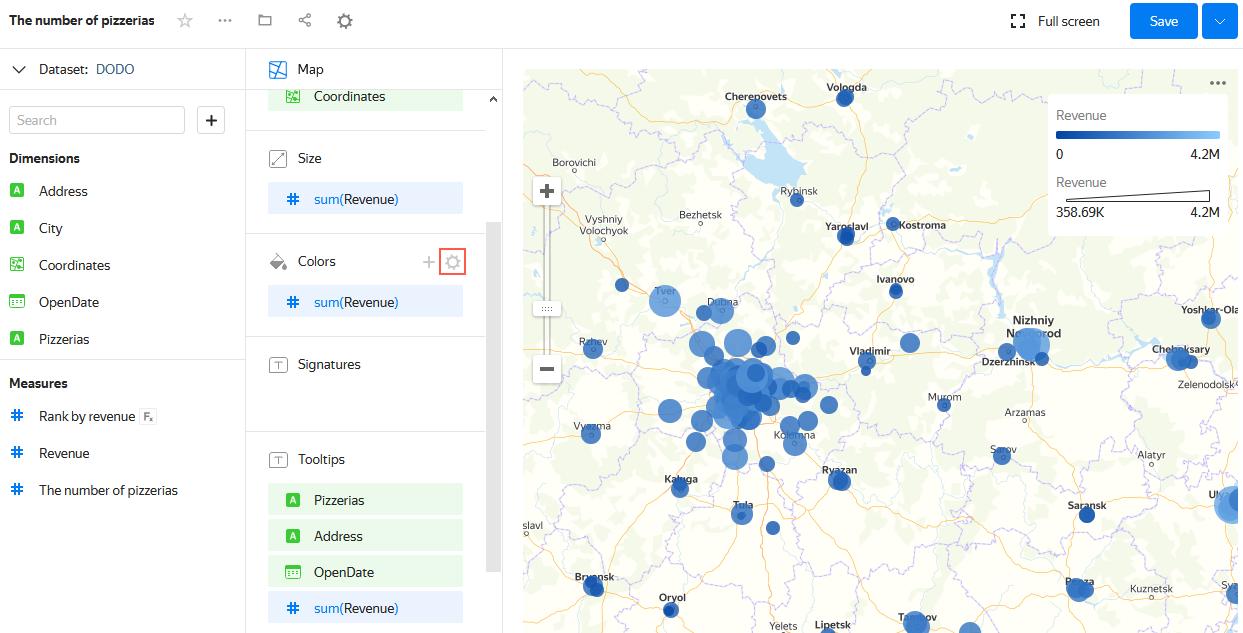 The number of pizzerias
Full screen
Save
Dataset: DODO
Search
Dimensions
Address
City
Coordinates
OpenDate
Pizzerias
Measures
Rank by revenue Fx
Revenue
The number of pizzerias
Map
Coordinates
Size
sum(Revenue)
Colors
sum(Revenue)
Signatures
Tooltips
Pizzerias
Address
OpenDate
sum(Revenue)
Revenue
0 4.2M
Revenue
358.69K 4.2M
Cherepovets
Vologda
Borovichi
Rybinsk
Bezhetsk
Vyshniy
Volochyok
Yaroslavl
Kostroma
Ivanovo
Tver
Dubna
Yoshkar-Ola
Nizhniy
Novgorod
Rzhev
Vladimir
Dzerzhinsk
Cheboksary
Zelenodolsk
Murom
Arzamas
Vyazma
Kolomna
Sarov
Alatyr
Ryazan
Kaluga
Saransk
Tula
slavl
Bryansk
Penza
Kuznetsk
Oryol
Tambov
Yelets
Lipetsk